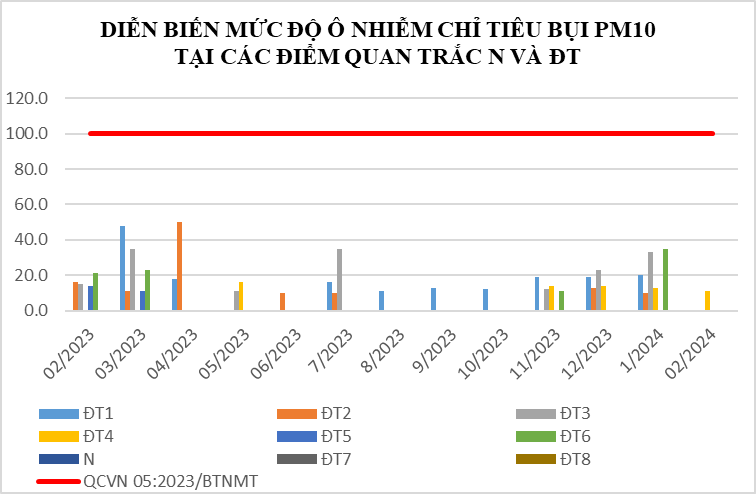 DIỄN BIẾN MỨC ĐỘ Ô NHIỄM CHỈ TIÊU BỤI PM10
TẠI CÁC ĐIỂM QUAN TRẮC N VÀ ĐT
120.0
100.0
80.0
60.0
40.0
20.0
0.0
02/2023 03/2023 04/2023 05/2023 06/2023 7/2023 8/2023 9/2023 10/2023 11/2023 12/2023 1/2024 02/2024
ĐT1 ĐT2 ĐT3
ĐT4 ĐT5 ĐT6
N ĐT7 ĐT8
QCVN 05:2023/BTNMT